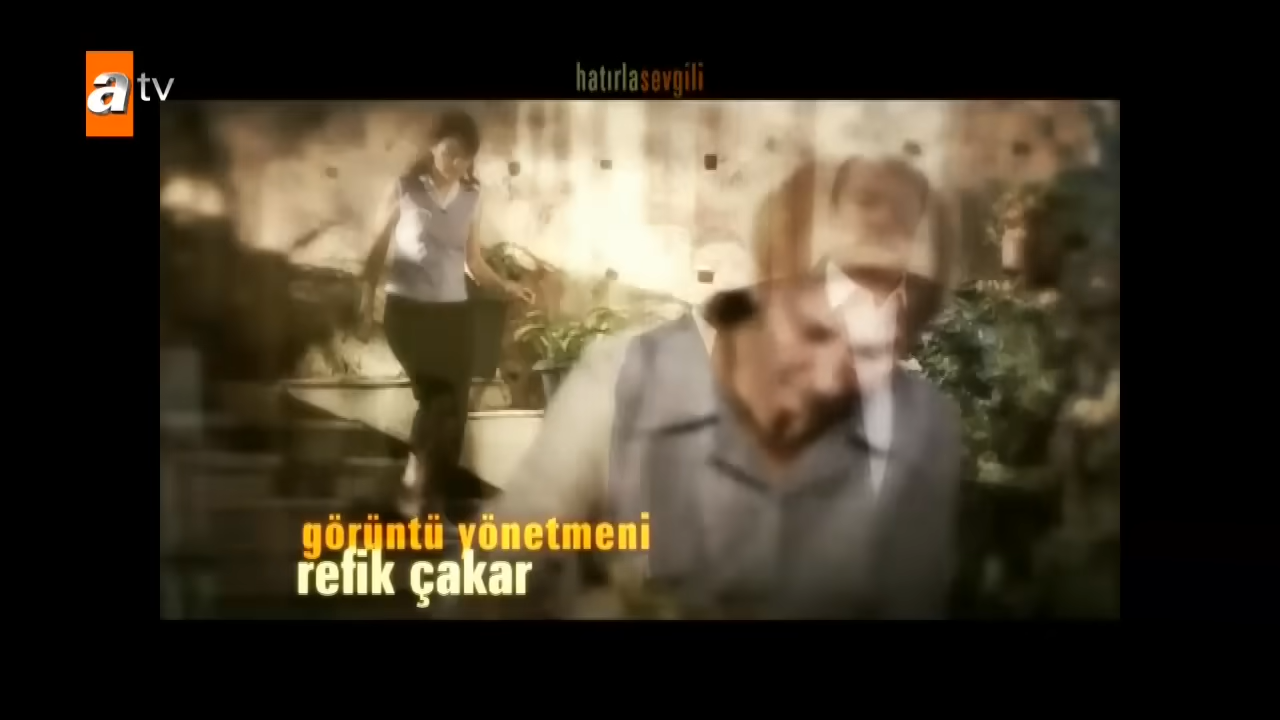 atv
hatırlasevgili
görüntü yönetmeni
refik çakar